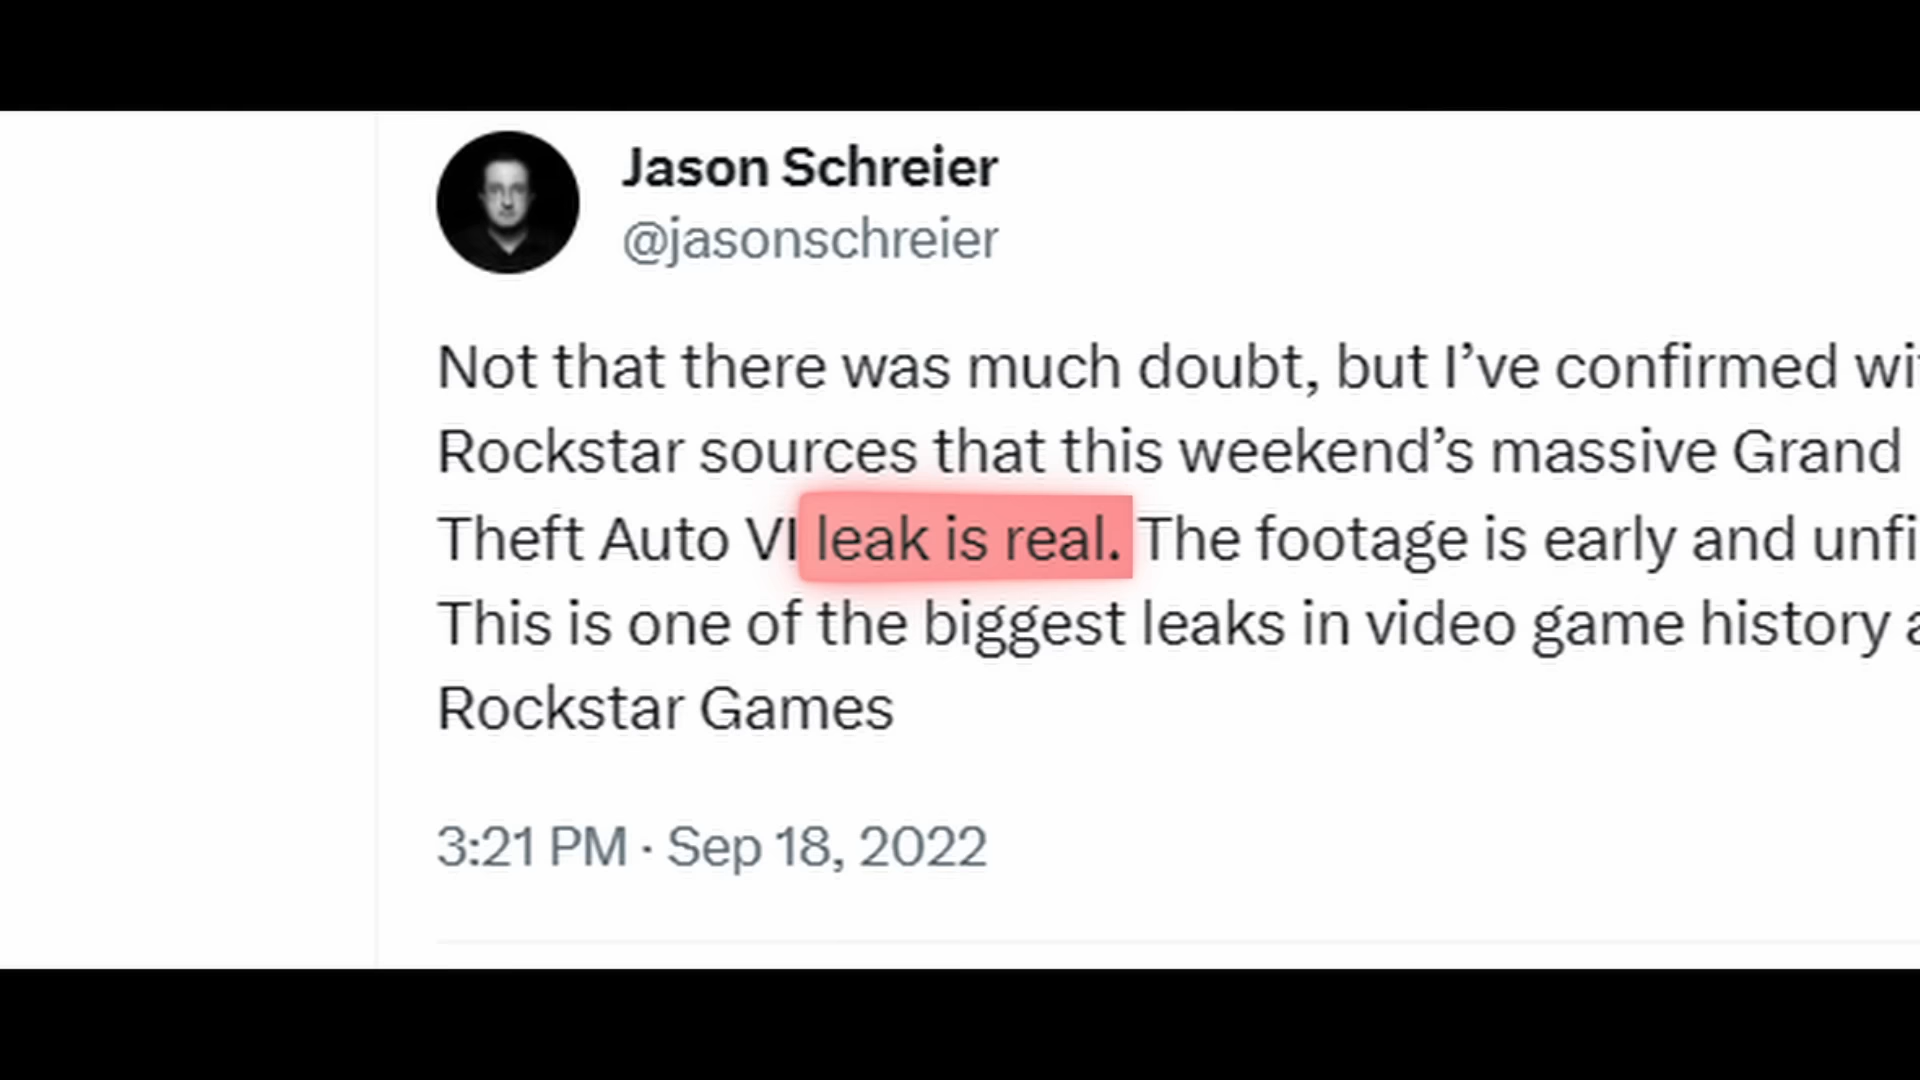 Jason Schreier
@jasonschreier
Not that there was much doubt, but I've confirmed
Rockstar sources that this weekend's massive Grand
Theft Auto VI leak is real. The footage is early and
This is one of the biggest leaks in video game history
Rockstar Games
3:21 PM · Sep 18, 2022